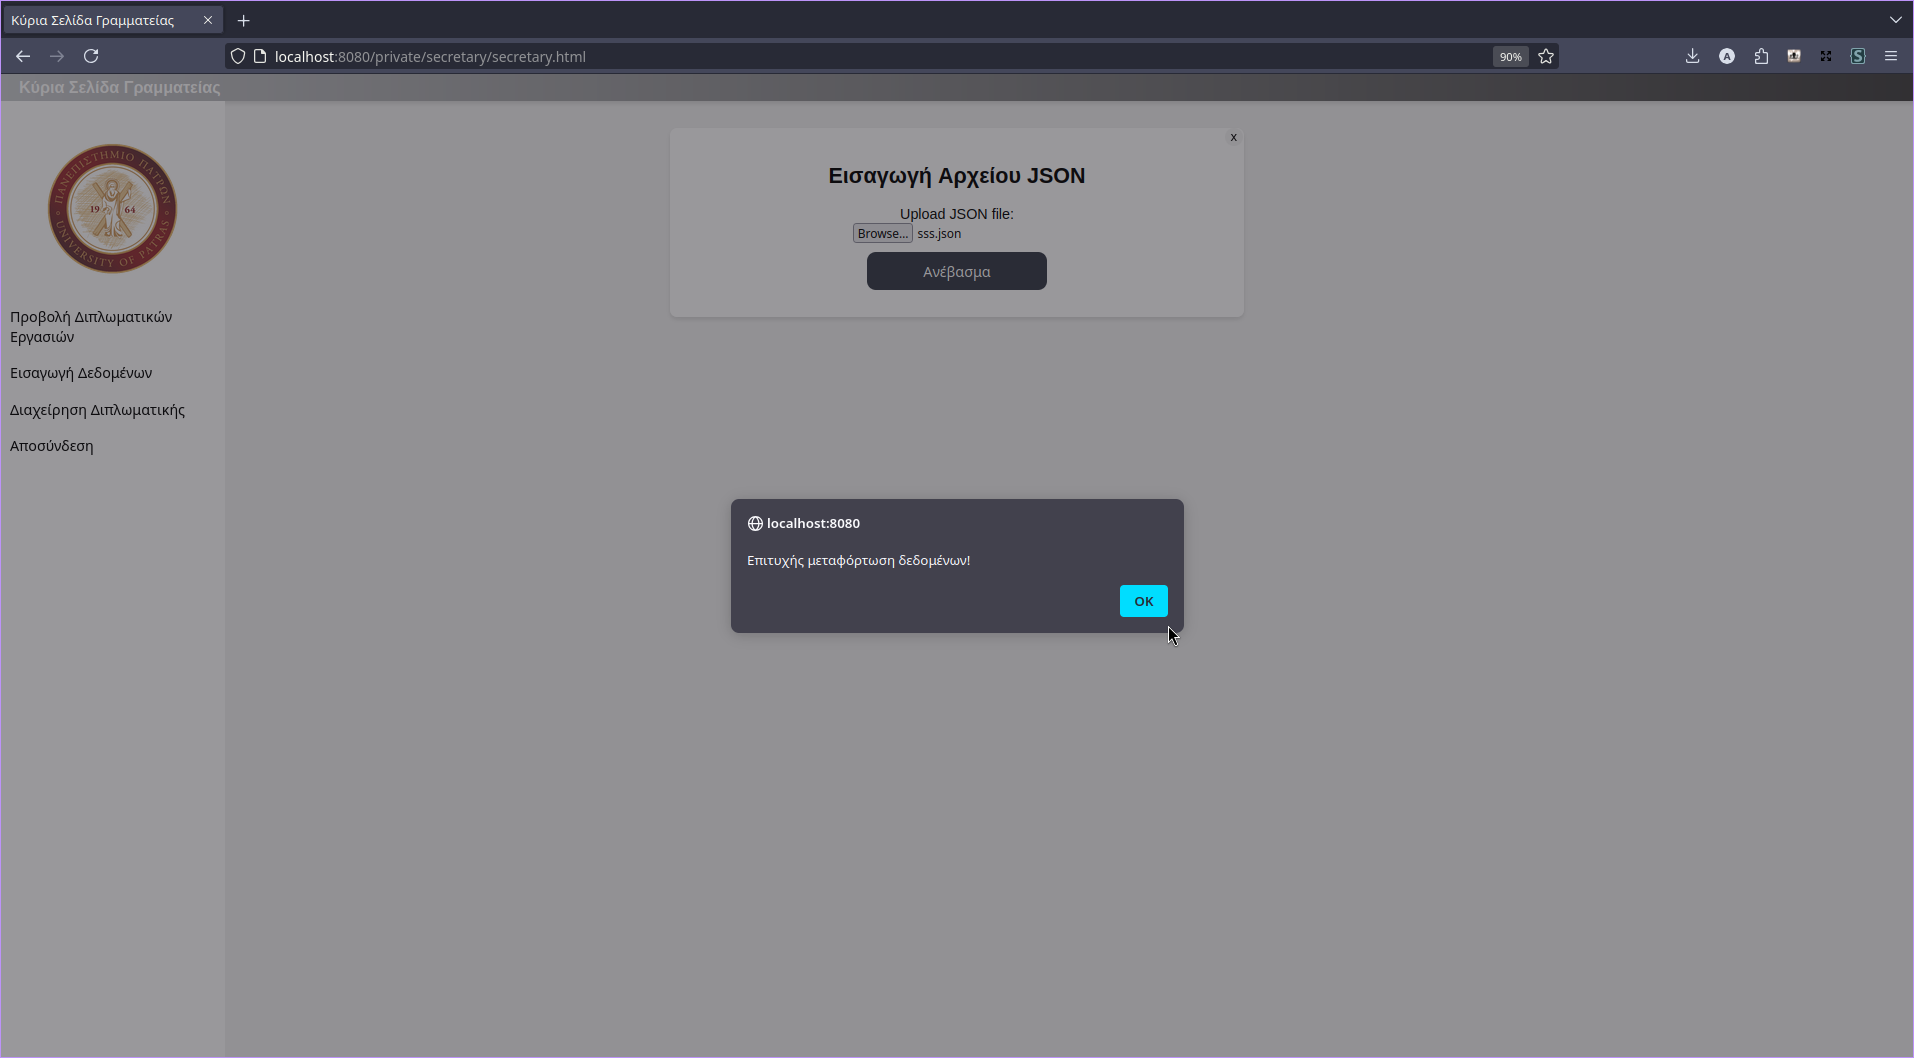 Κύρια Σελίδα Γραμματείας
localhost:8080/private/secretary/secretary.html
90%
A
S
Κύρια Σελίδα Γραμματείας
ΠΑΝΕΠΙΣΤΗΜΙΟ ΠΑΤΡΩΝ
19 64
UNIVERSITY OF PATRAS
Προβολή Διπλωματικών
Εργασιών
Εισαγωγή Δεδομένων
Διαχείρηση Διπλωματικής
Αποσύνδεση
x
Εισαγωγή Αρχείου JSON
Upload JSON file:
Browse... sss.json
Ανέβασμα
localhost:8080
Επιτυχής μεταφόρτωση δεδομένων!
OK